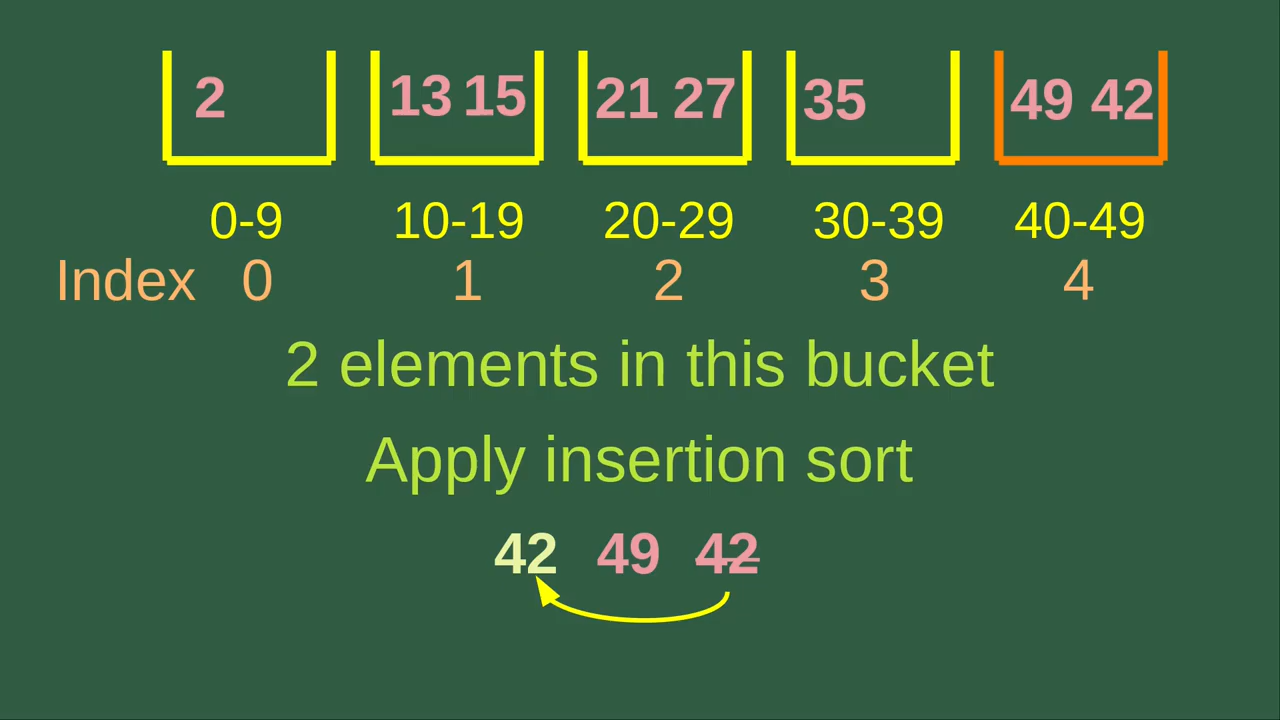 2 13 15 21 27 35 49 42
0-9 10-19 20-29 30-39 40-49
Index 0 1 2 3 4
2 elements in this bucket
Apply insertion sort
42 49 42